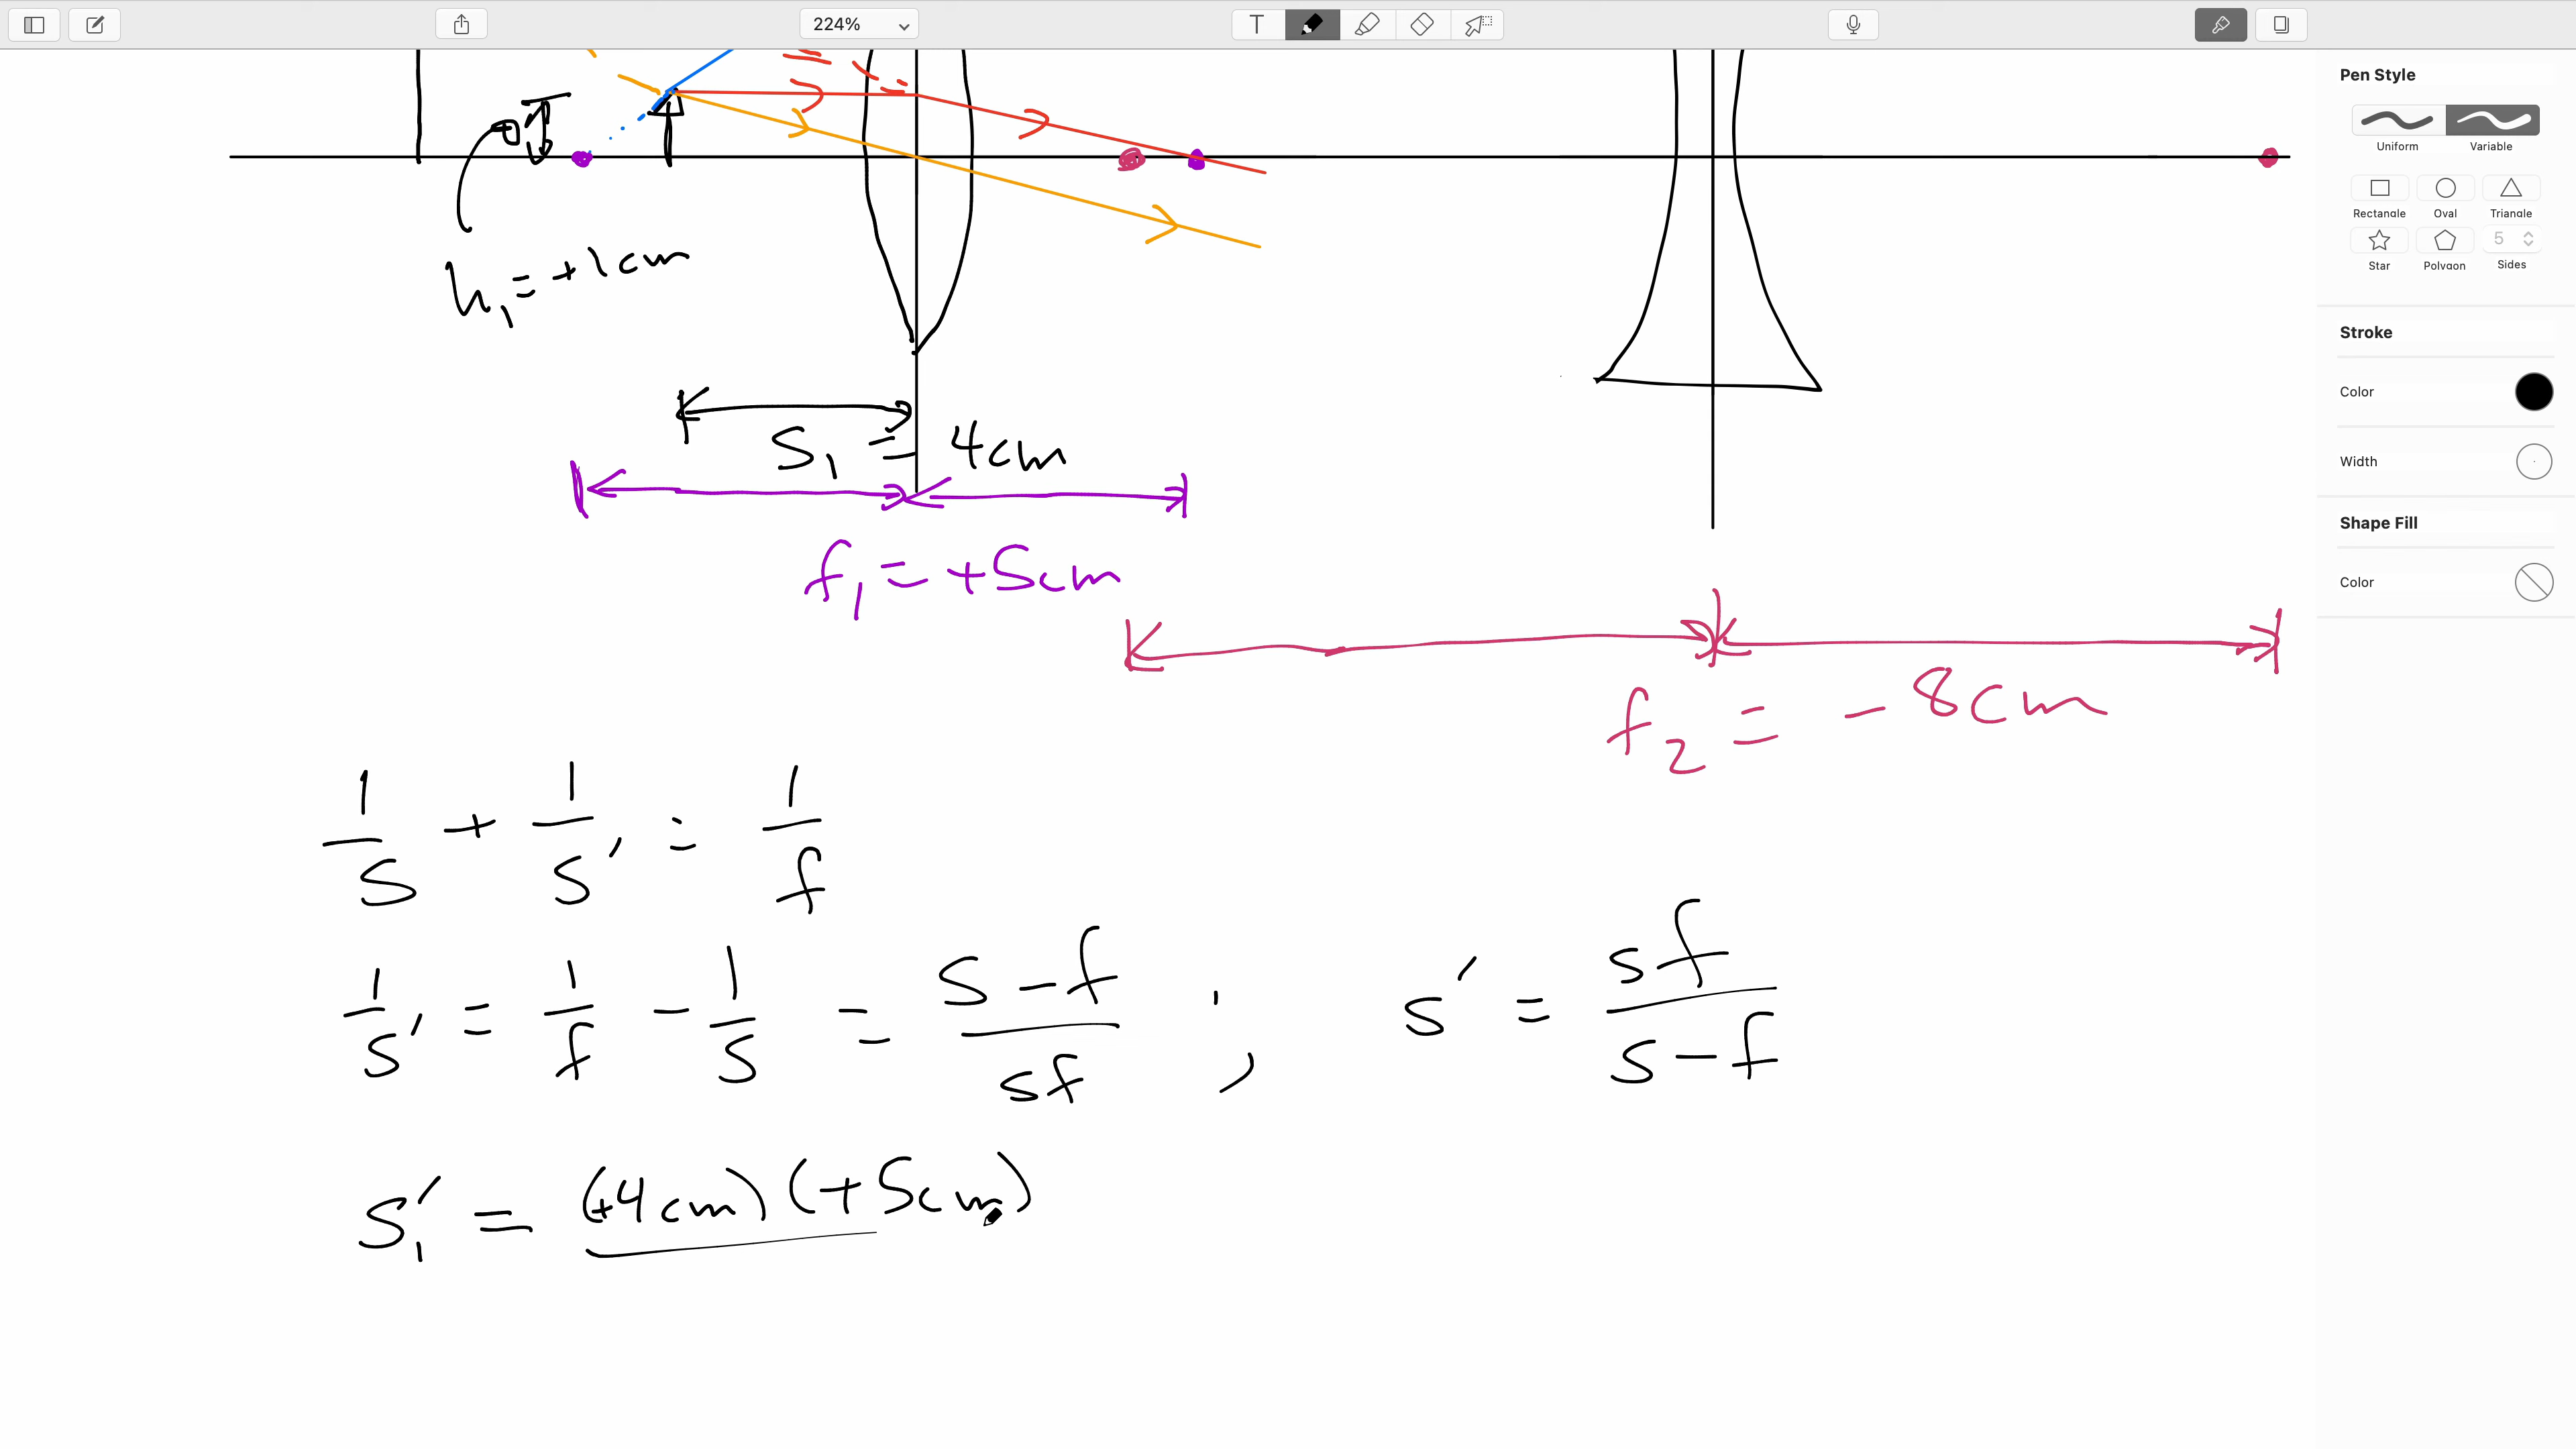 224%
T
Pen Style
Uniform Variable
Rectangle Oval Triangle
5
Star Polygon Sides
Stroke
Color
Width
Shape Fill
Color
h₁ = +1cm
S₁ = 4cm
f₁ = +5cm
f₂ = -8cm
1/s + 1/s' = 1/f
1/s' = 1/f - 1/s = s-f/sf , s' = sf/s-f
s₁' = (+4cm)(+5cm)